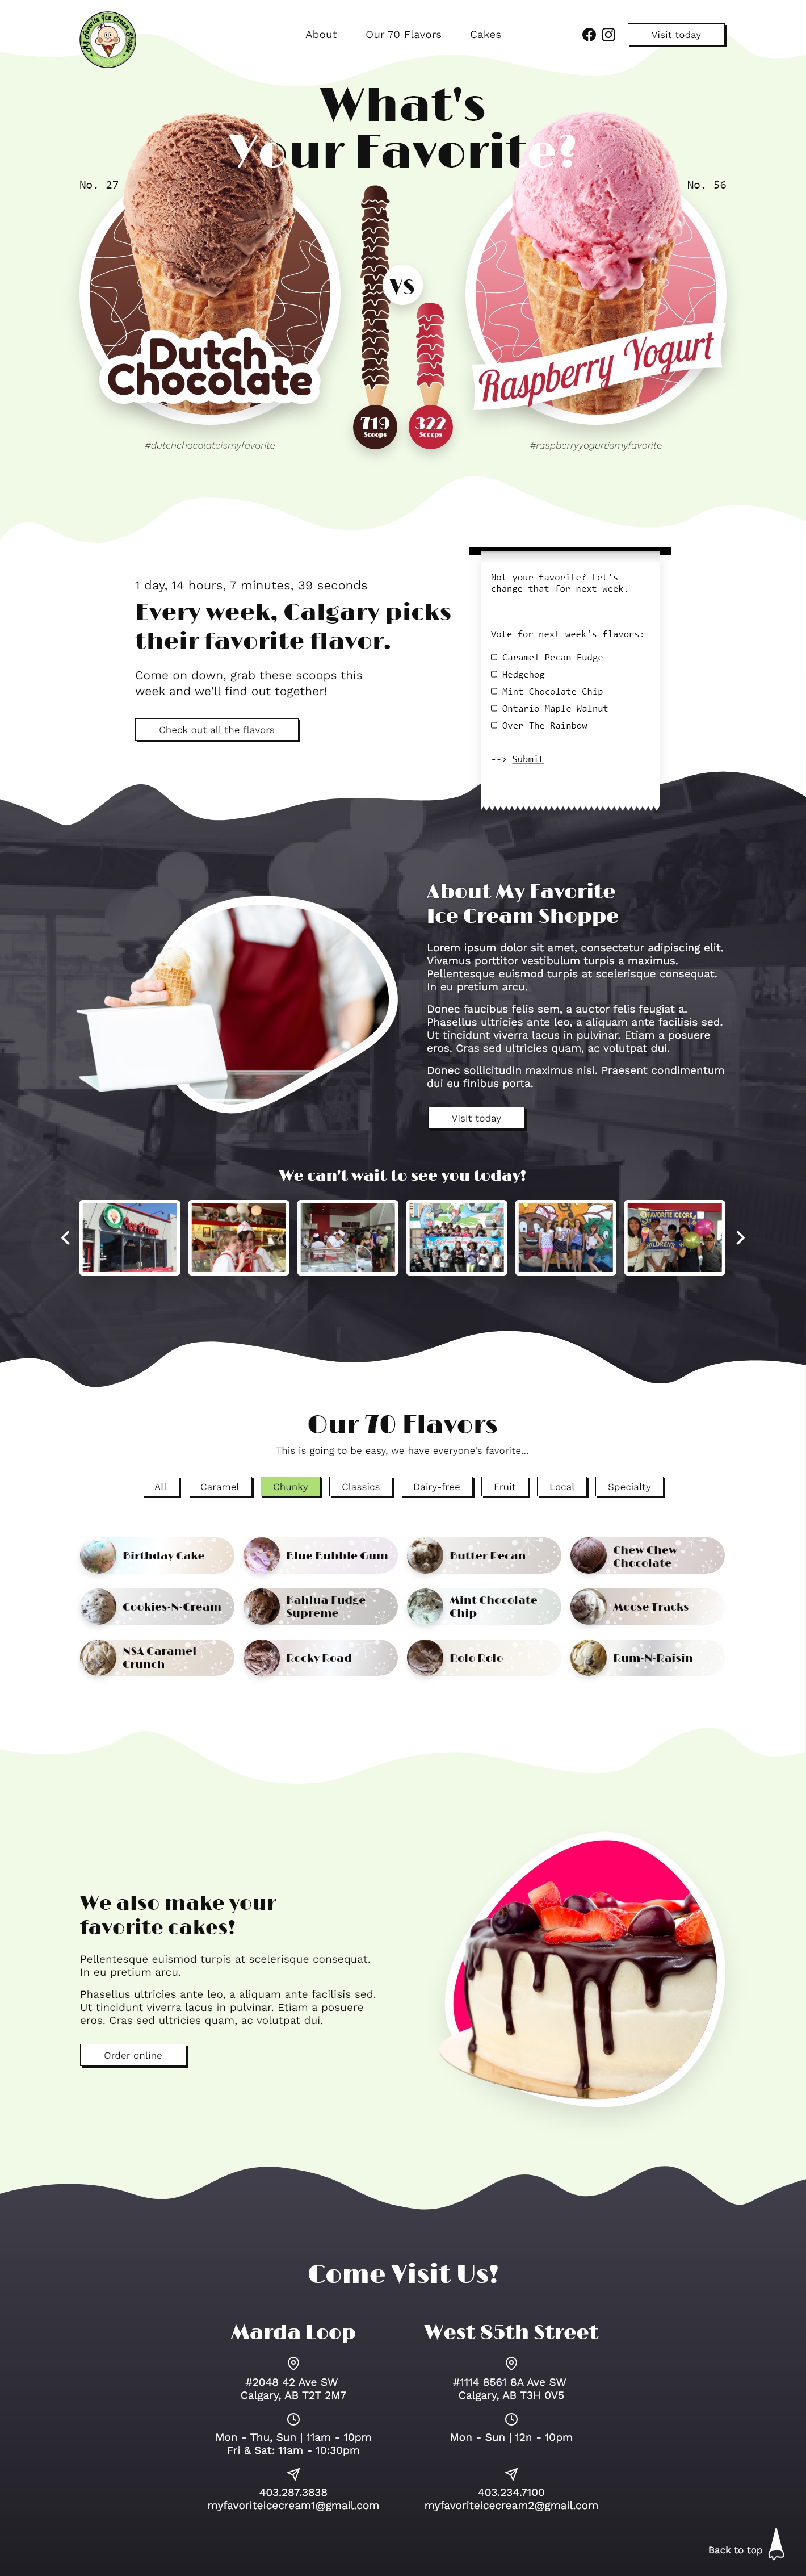 My Favorite Ice Cream Shoppe
About
Our 70 Flavors
Cakes
Visit today
What's
Your Favorite?
No. 27
No. 56
VS
Dutch
Chocolate
Raspberry Yogurt
719
Scoops
322
Scoops
#dutchchocolateismyfavorite
#raspberryyogurtismyfavorite
1 day, 14 hours, 7 minutes, 39 seconds
Every week, Calgary picks
their favorite flavor.
Come on down, grab these scoops this
week and we'll find out together!
Check out all the flavors
Not your favorite? Let's
change that for next week.
------------------------------
Vote for next week's flavors:
Caramel Pecan Fudge
Hedgehog
Mint Chocolate Chip
Ontario Maple Walnut
Over The Rainbow
--> Submit
About My Favorite
Ice Cream Shoppe
Lorem ipsum dolor sit amet, consectetur adipiscing elit.
Vivamus porttitor vestibulum turpis a maximus.
Pellentesque euismod turpis at scelerisque consequat.
In eu pretium arcu.
Donec faucibus felis sem, a auctor felis feugiat a.
Phasellus ultricies ante leo, a aliquam ante facilisis sed.
Ut tincidunt viverra lacus in pulvinar. Etiam a posuere
eros. Cras sed ultricies quam, ac volutpat dui.
Donec sollicitudin maximus nisi. Praesent condimentum
dui eu finibus porta.
Visit today
We can't wait to see you today!
Ice Cream
FAVORITE ICE CRE
Our 70 Flavors
This is going to be easy, we have everyone's favorite...
All
Caramel
Chunky
Classics
Dairy-free
Fruit
Local
Specialty
Birthday Cake
Blue Bubble Gum
Butter Pecan
Chew Chew
Chocolate
Cookies-N-Cream
Kahlua Fudge
Supreme
Mint Chocolate
Chip
Moose Tracks
NSA Caramel
Crunch
Rocky Road
Rolo Rolo
Rum-N-Raisin
We also make your
favorite cakes!
Pellentesque euismod turpis at scelerisque consequat.
In eu pretium arcu.
Phasellus ultricies ante leo, a aliquam ante facilisis sed.
Ut tincidunt viverra lacus in pulvinar. Etiam a posuere
eros. Cras sed ultricies quam, ac volutpat dui.
Order online
Come Visit Us!
Marda Loop
#2048 42 Ave SW
Calgary, AB T2T 2M7
Mon - Thu, Sun | 11am - 10pm
Fri & Sat: 11am - 10:30pm
403.287.3838
myfavoriteicecream1@gmail.com
West 85th Street
#1114 8561 8A Ave SW
Calgary, AB T3H 0V5
Mon - Sun | 12n - 10pm
403.234.7100
myfavoriteicecream2@gmail.com
Back to top